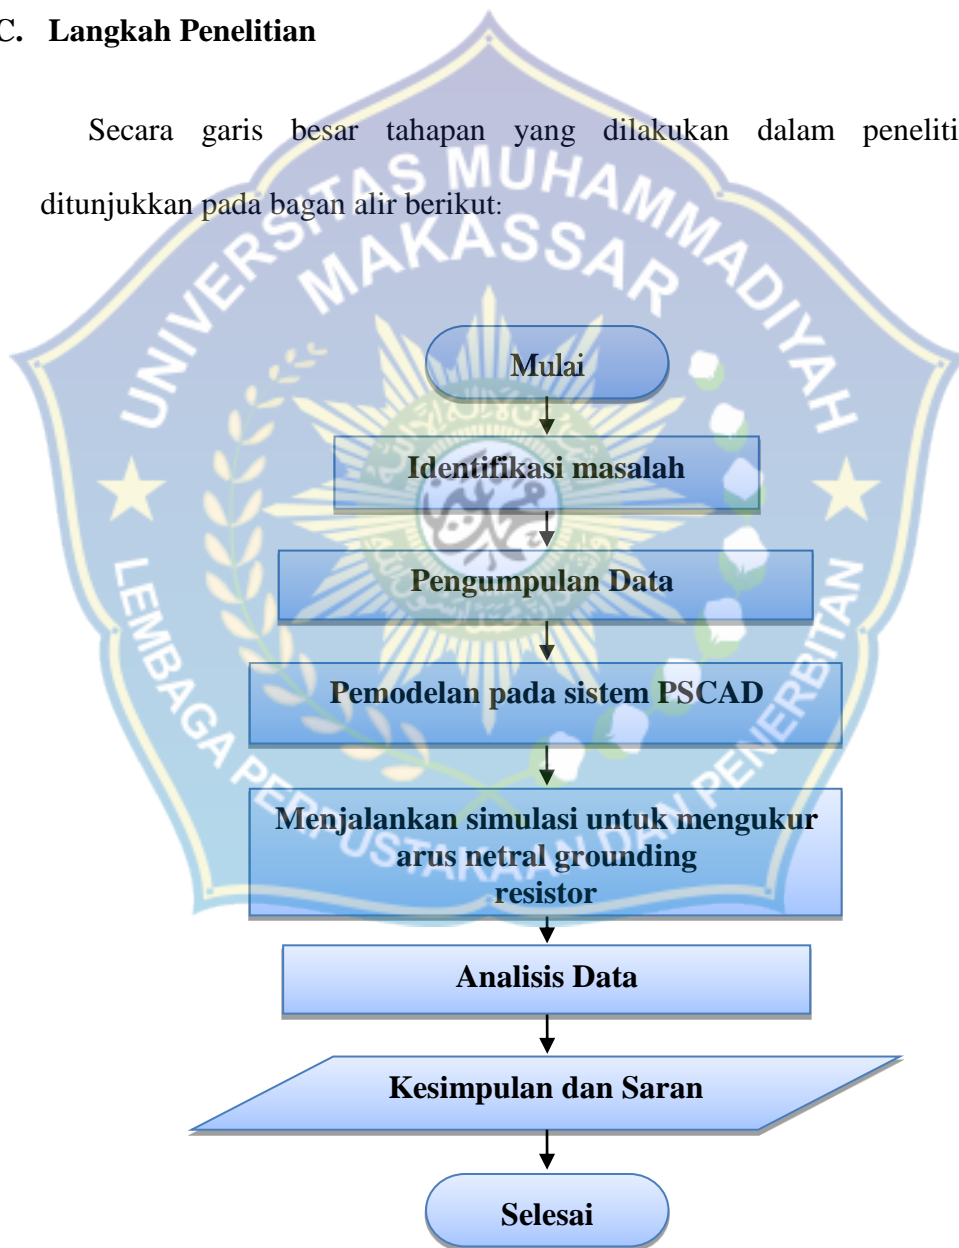 C. Langkah Penelitian
Secara garis besar tahapan yang dilakukan dalam peneliti
ditunjukkan pada bagan alir berikut:
UNIVERSITAS MUHAMMADIYAH
MAKASSAR
Mulai
Identifikasi masalah
Pengumpulan Data
Pemodelan pada sistem PSCAD
Menjalankan simulasi untuk mengukur
arus netral grounding
resistor
LEMBAGA PERPUSTAKAAN DAN PENERBITAN
Analisis Data
Kesimpulan dan Saran
Selesai